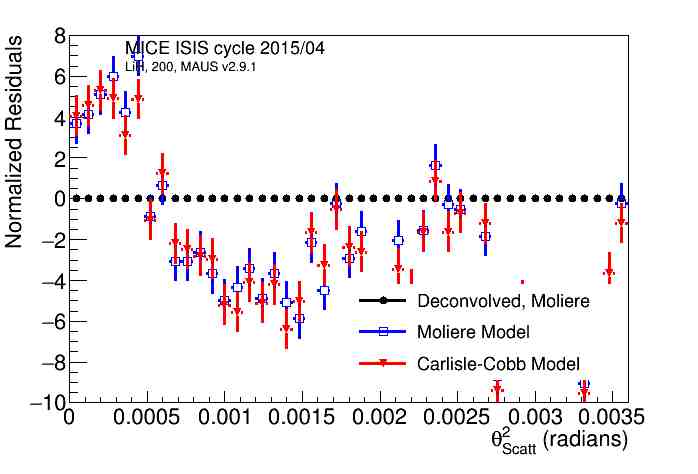 MICE ISIS cycle 2015/04
LiH, 200, MAUS v2.9.1
Normalized Residuals
8
6
4
2
0
−2
−4
−6
−8
−10
Deconvolved, Moliere
Moliere Model
Carlisle-Cobb Model
0 0.0005 0.001 0.0015 0.002 0.0025 0.003 0.0035
θ²Scatt (radians)